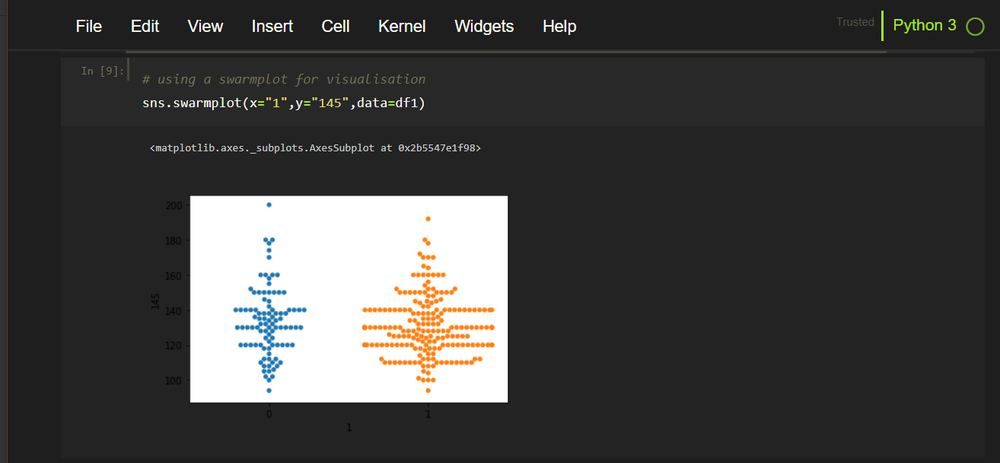 File Edit View Insert Cell Kernel Widgets Help Trusted Python 3
In [9]:
# using a swarmplot for visualisation
sns.swarmplot(x="1",y="145",data=df1)
<matplotlib.axes._subplots.AxesSubplot at 0x2b5547e1f98>
200
180
160
145
140
120
100
0 1
1